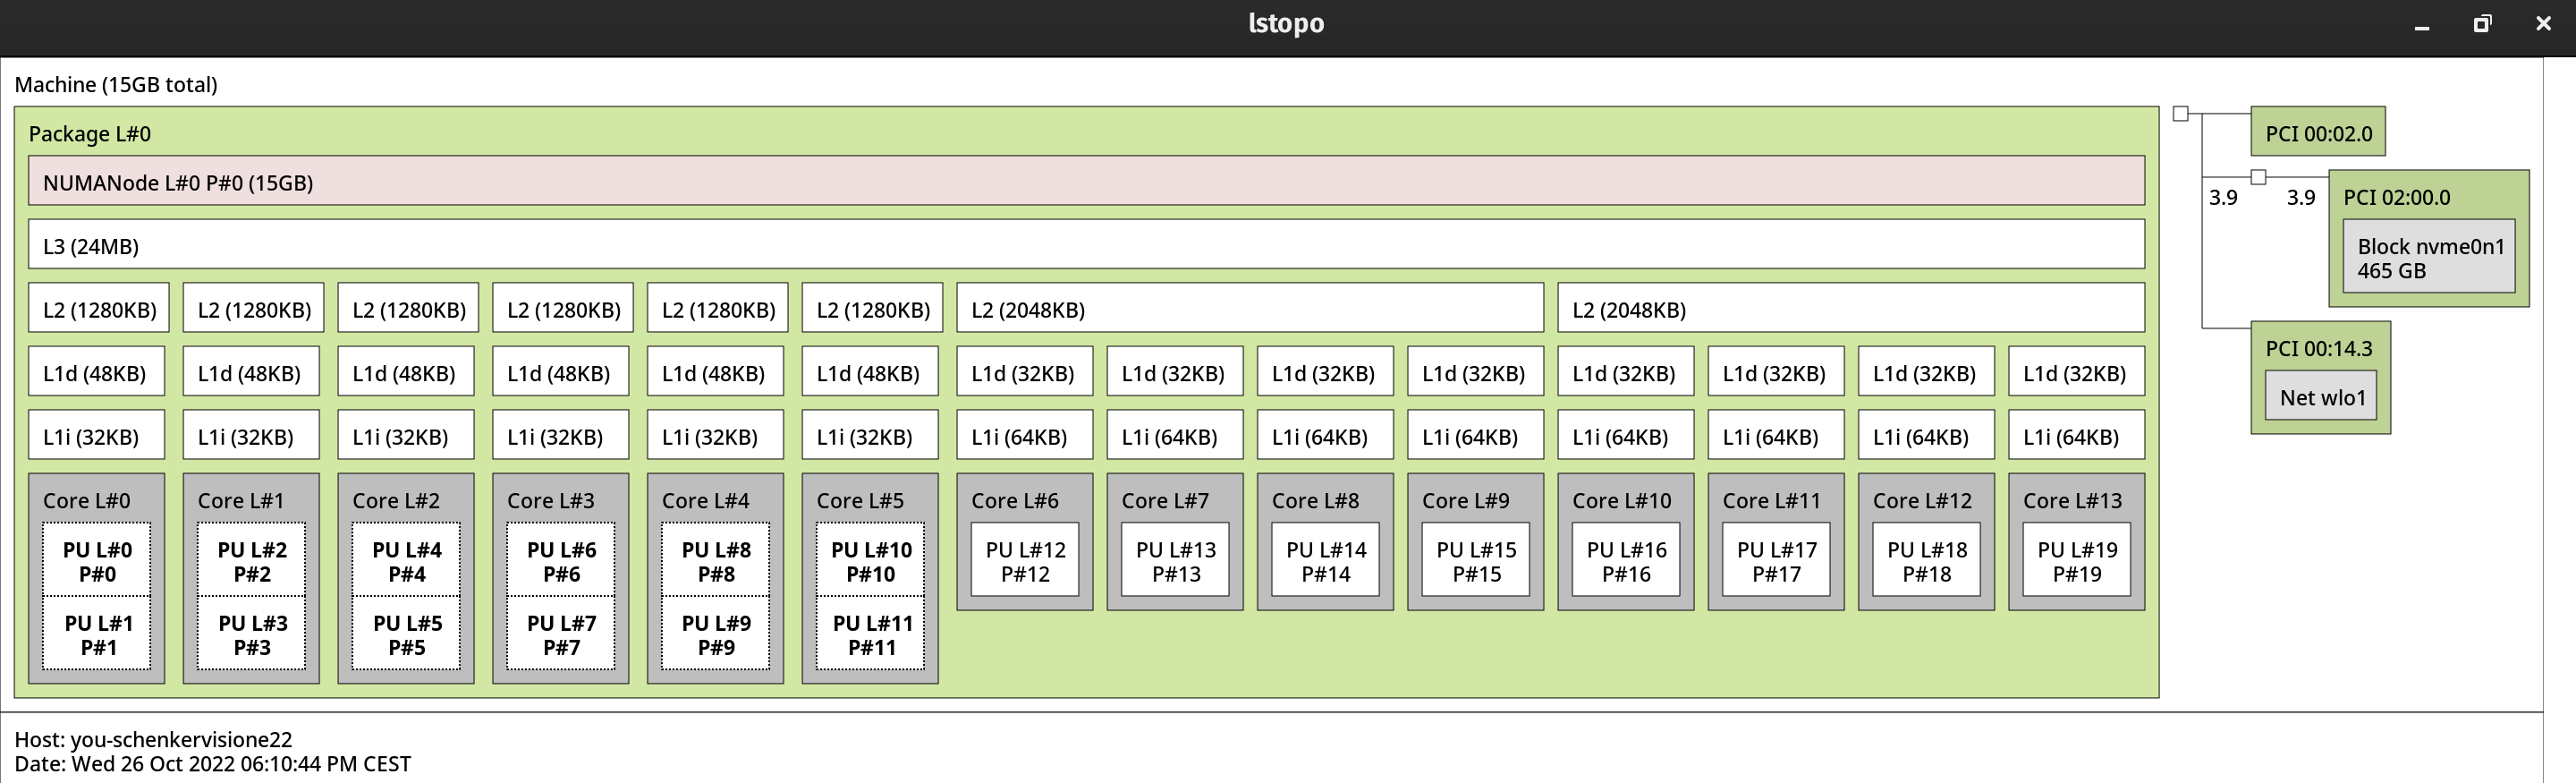 lstopo
Machine (15GB total)
Package L#0
NUMANode L#0 P#0 (15GB)
L3 (24MB)
L2 (1280KB) L2 (1280KB) L2 (1280KB) L2 (1280KB) L2 (1280KB) L2 (1280KB) L2 (2048KB) L2 (2048KB)
L1d (48KB) L1d (48KB) L1d (48KB) L1d (48KB) L1d (48KB) L1d (48KB) L1d (32KB) L1d (32KB) L1d (32KB) L1d (32KB) L1d (32KB) L1d (32KB) L1d (32KB) L1d (32KB)
L1i (32KB) L1i (32KB) L1i (32KB) L1i (32KB) L1i (32KB) L1i (32KB) L1i (64KB) L1i (64KB) L1i (64KB) L1i (64KB) L1i (64KB) L1i (64KB) L1i (64KB) L1i (64KB)
Core L#0 Core L#1 Core L#2 Core L#3 Core L#4 Core L#5 Core L#6 Core L#7 Core L#8 Core L#9 Core L#10 Core L#11 Core L#12 Core L#13
PU L#0 PU L#2 PU L#4 PU L#6 PU L#8 PU L#10 PU L#12 PU L#13 PU L#14 PU L#15 PU L#16 PU L#17 PU L#18 PU L#19
P#0 P#2 P#4 P#6 P#8 P#10 P#12 P#13 P#14 P#15 P#16 P#17 P#18 P#19
PU L#1 PU L#3 PU L#5 PU L#7 PU L#9 PU L#11
P#1 P#3 P#5 P#7 P#9 P#11
PCI 00:02.0
3.9 3.9 PCI 02:00.0
Block nvme0n1
465 GB
PCI 00:14.3
Net wlo1
Host: you-schenkervisione22
Date: Wed 26 Oct 2022 06:10:44 PM CEST